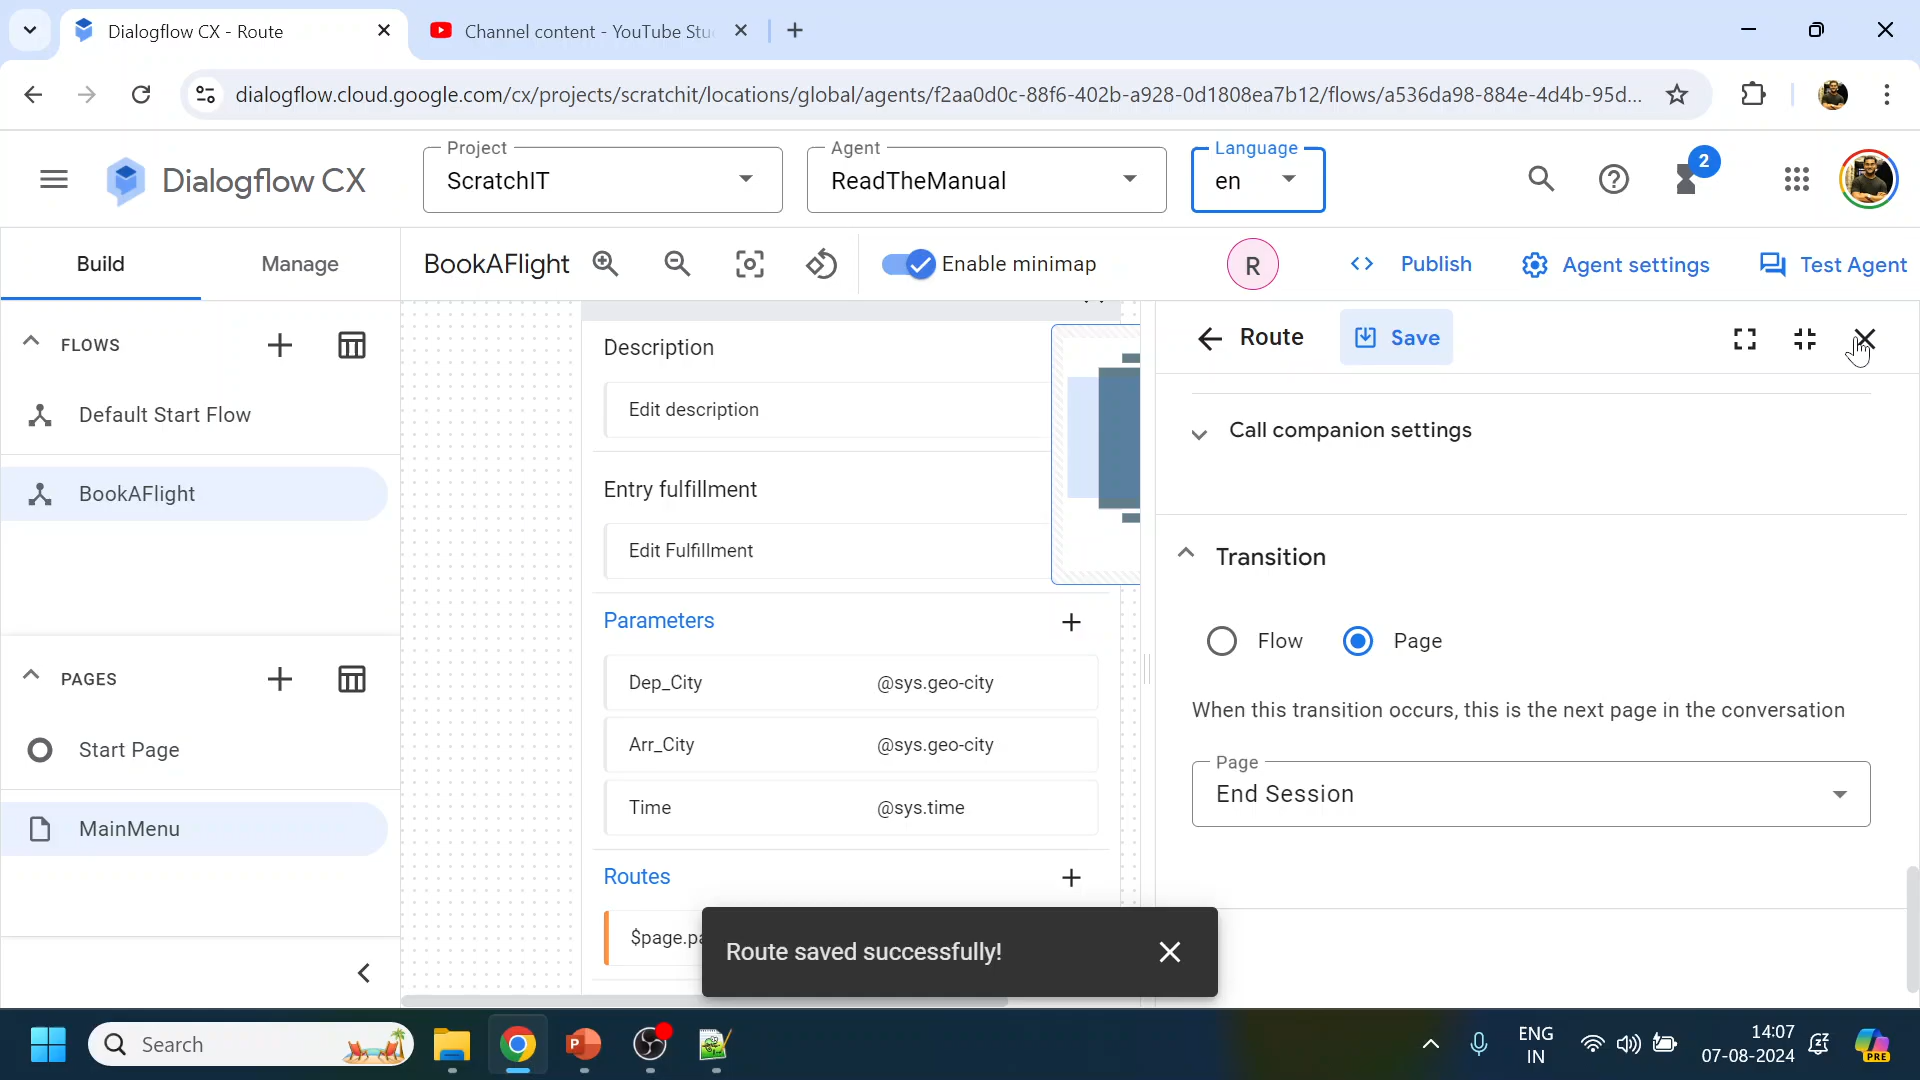 Dialogflow CX - Route
Channel content - YouTube Stu
dialogflow.cloud.google.com/cx/projects/scratchit/locations/global/agents/f2aa0d0c-88f6-402b-a928-0d1808ea7b12/flows/a536da98-884e-4d4b-95d...
Dialogflow CX
Project
ScratchIT
Agent
ReadTheManual
Language
en
2
Build
Manage
BookAFlight
Enable minimap
R
Publish
Agent settings
Test Agent
FLOWS
Default Start Flow
BookAFlight
PAGES
Start Page
MainMenu
Description
Edit description
Entry fulfillment
Edit Fulfillment
Parameters
Dep_City @sys.geo-city
Arr_City @sys.geo-city
Time @sys.time
Routes
$page.pa
Route saved successfully!
Route
Save
Call companion settings
Transition
Flow
Page
When this transition occurs, this is the next page in the conversation
Page
End Session
Search
ENG
IN
14:07
07-08-2024
PRE